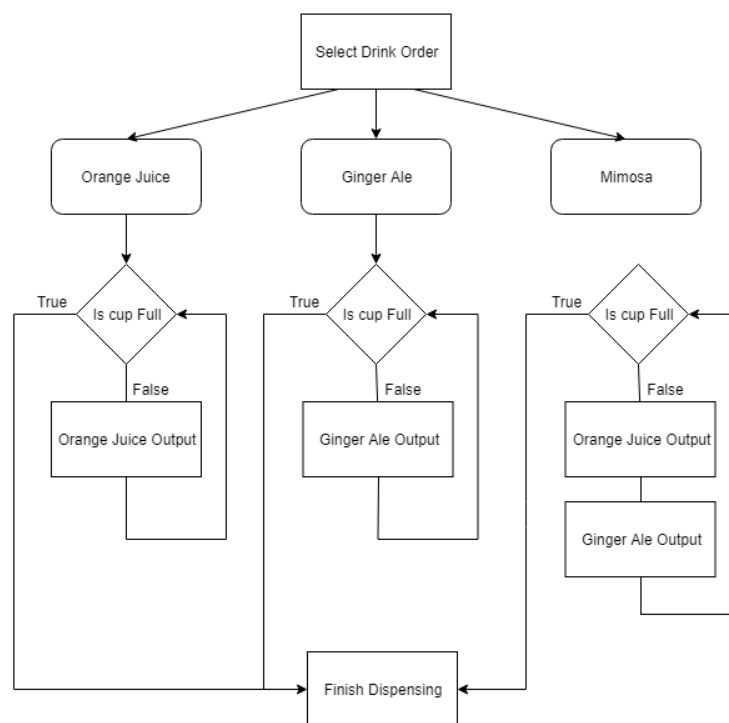 Select Drink Order
Orange Juice
Ginger Ale
Mimosa
True
Is cup Full
True
Is cup Full
True
Is cup Full
False
False
False
Orange Juice Output
Ginger Ale Output
Orange Juice Output
Ginger Ale Output
Finish Dispensing